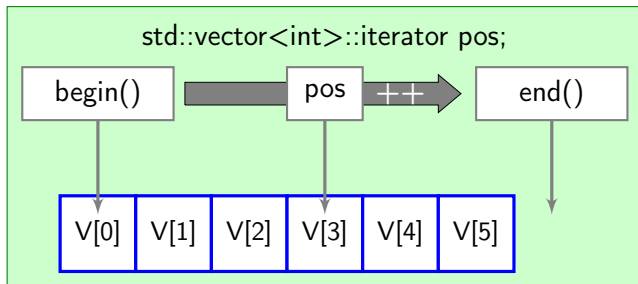 std::vector<int>::iterator pos;
begin() pos ++ end()
V[0] V[1] V[2] V[3] V[4] V[5]